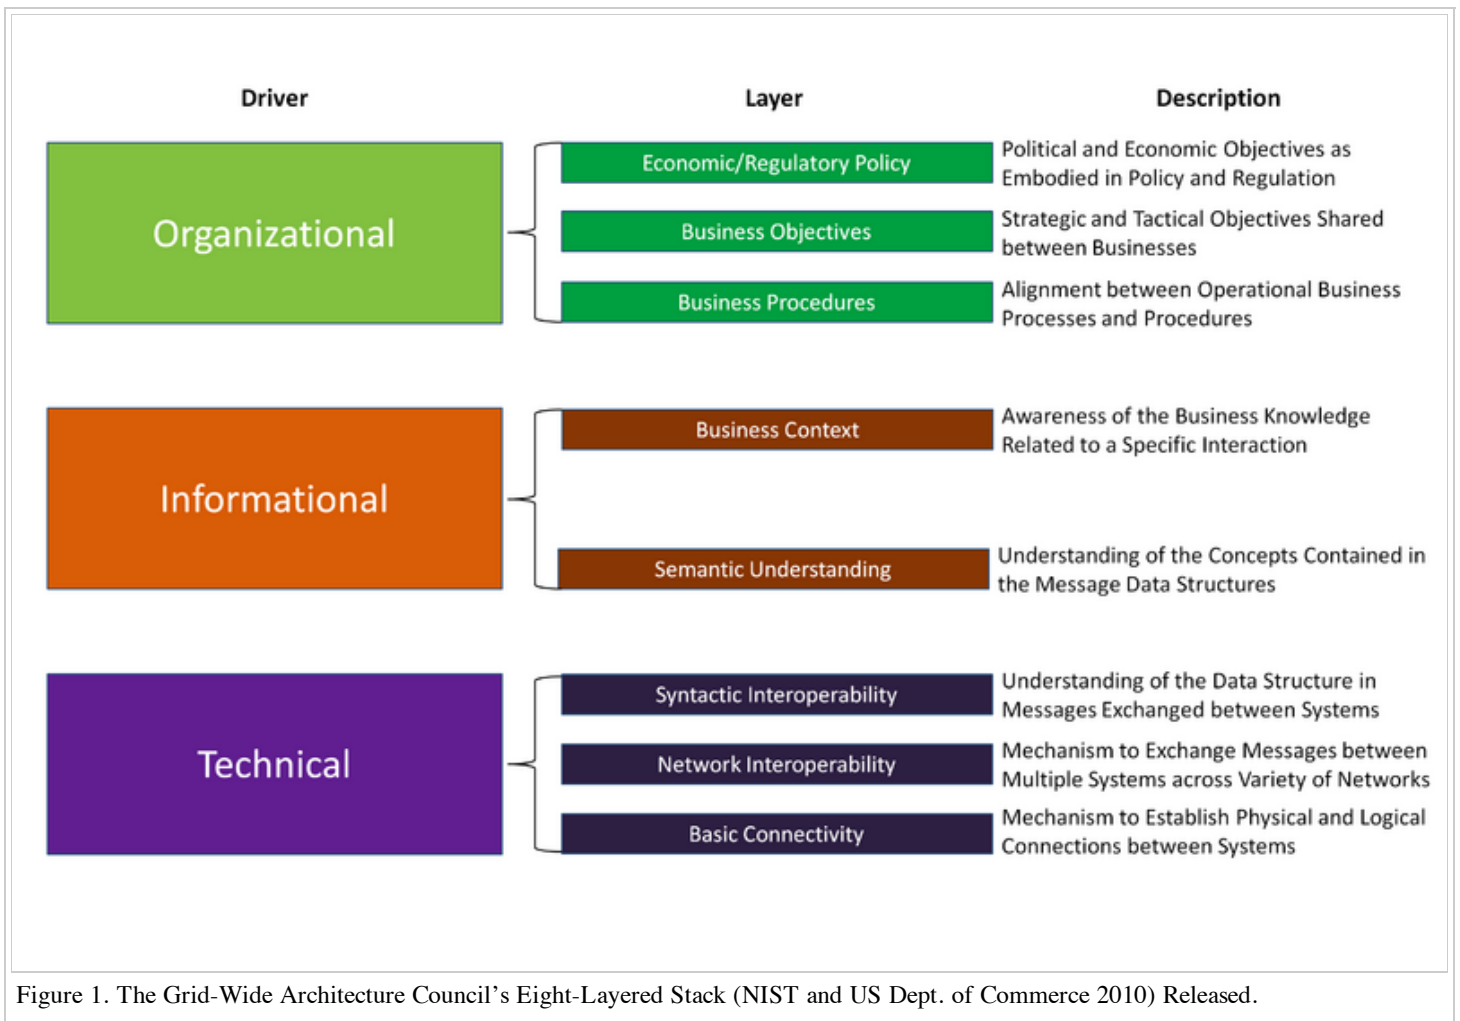 Driver
Layer
Description
Organizational
Economic/Regulatory Policy
Political and Economic Objectives as
Embodied in Policy and Regulation
Business Objectives
Strategic and Tactical Objectives Shared
between Businesses
Business Procedures
Alignment between Operational Business
Processes and Procedures
Informational
Business Context
Awareness of the Business Knowledge
Related to a Specific Interaction
Semantic Understanding
Understanding of the Concepts Contained in
the Message Data Structures
Technical
Syntactic Interoperability
Understanding of the Data Structure in
Messages Exchanged between Systems
Network Interoperability
Mechanism to Exchange Messages between
Multiple Systems across Variety of Networks
Basic Connectivity
Mechanism to Establish Physical and Logical
Connections between Systems
Figure 1. The Grid-Wide Architecture Council’s Eight-Layered Stack (NIST and US Dept. of Commerce 2010) Released.